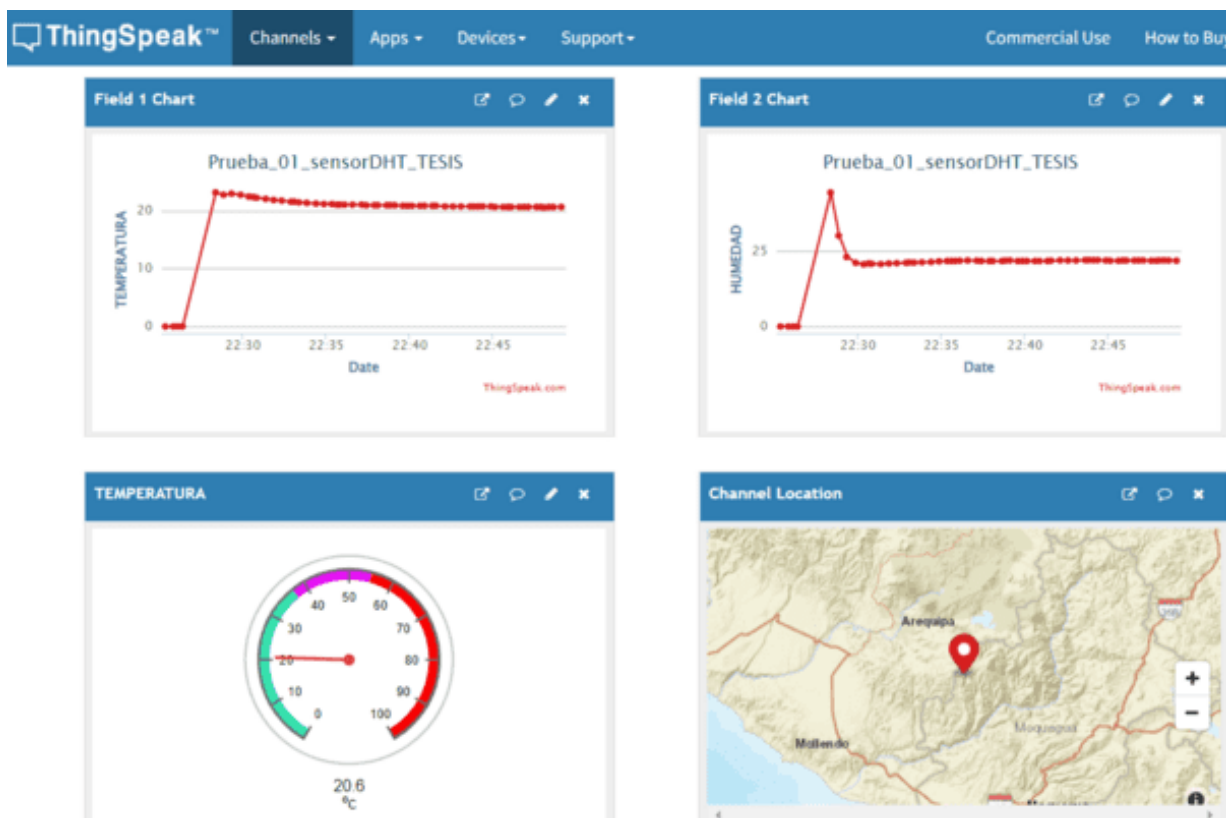 ThingSpeak™ Channels Apps Devices Support Commercial Use How to Buy
Field 1 Chart
Prueba_01_sensorDHT_TESIS
TEMPERATURA
20
10
0
22:30 22:35 22:40 22:45
Date
ThingSpeak.com
Field 2 Chart
Prueba_01_sensorDHT_TESIS
HUMEDAD
25
0
22:30 22:35 22:40 22:45
Date
ThingSpeak.com
TEMPERATURA
0
10
20
30
40
50
60
70
80
90
100
20.6
°C
Channel Location
Arequipa
Moquegua
Mollendo
+
−